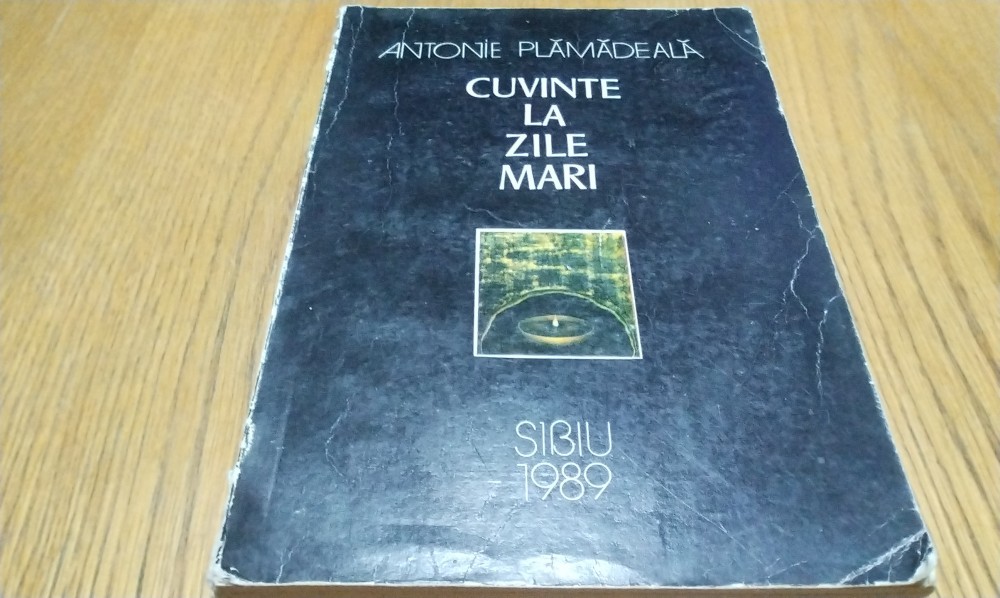 ANTONIE PLĂMĂDEALĂ
CUVINTE
LA
ZILE
MARI
SIBIU
1989